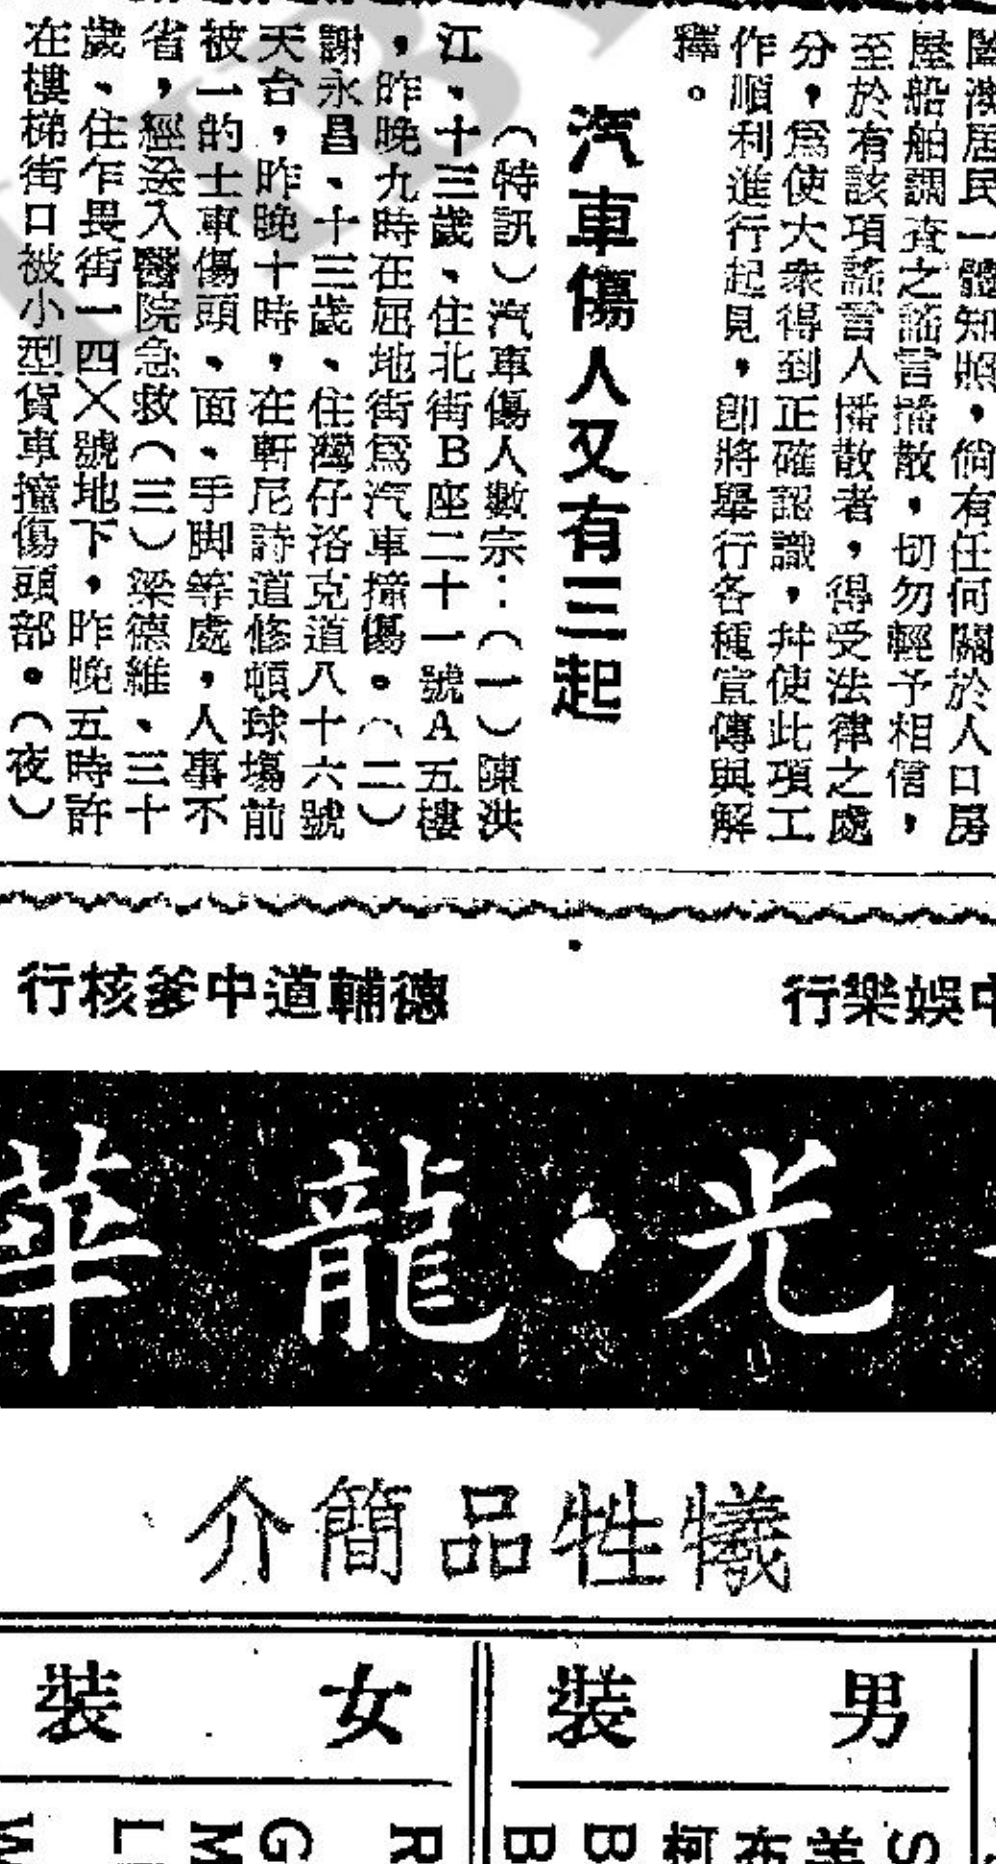 闔港居民一體知照，倘有任何關於人口房
屋船舶調查之謠言播散，切勿輕予相信，
至於有該項謠言人播散者，得受法律之處
分，爲使大衆得到正確認識，幷使此項工
作順利進行起見，卽將舉行各種宣傳與解
釋。
汽車傷人又有三起
（特訊）汽車傷人數宗：（一）陳洪
江、十三歲、住北街B座二十一號A五樓
，昨晚九時在屈地街爲汽車撞傷。（二）
謝永昌、十三歲、住灣仔洛克道八十六號
天台，昨晚十時，在軒尼詩道修頓球塲前
被一的士車傷頭、面、手脚等處，人事不
省，經送入醫院急救（三）梁德維、三十
歲、住乍畏街一四╳號地下，昨晚五時許
在樓梯街口被小型貨車撞傷頭部。（夜）
中娛樂行
德輔道中爹核行
光·龍華
犧牲品簡介
男裝
女裝
S
羊
布
柯
B
B
R
G
M
L
W